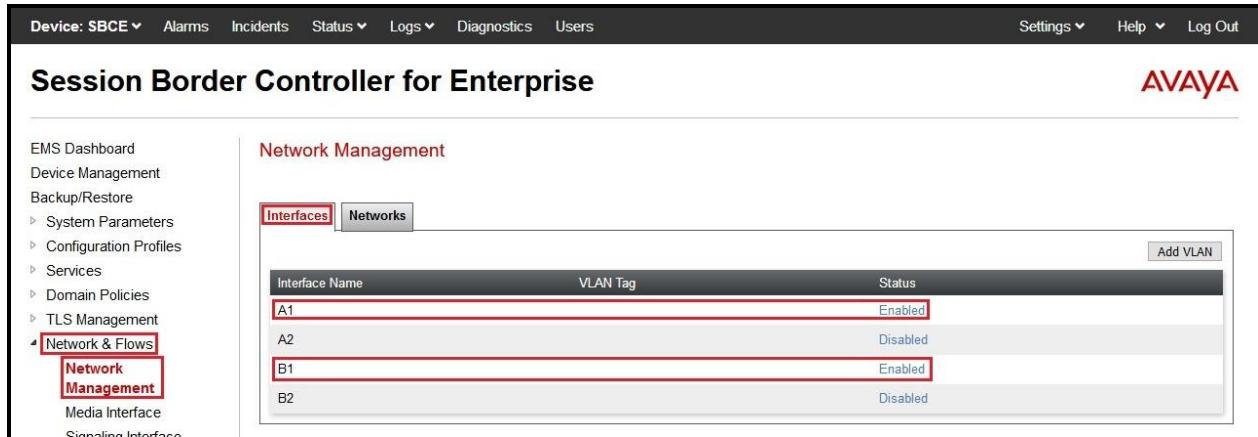 Device: SBCE Alarms Incidents Status Logs Diagnostics Users Settings Help Log Out
Session Border Controller for Enterprise
AVAYA
EMS Dashboard
Device Management
Backup/Restore
System Parameters
Configuration Profiles
Services
Domain Policies
TLS Management
Network & Flows
Network
Management
Media Interface
Signaling Interface
Network Management
Interfaces Networks
Add VLAN
Interface Name VLAN Tag Status
A1 Enabled
A2 Disabled
B1 Enabled
B2 Disabled